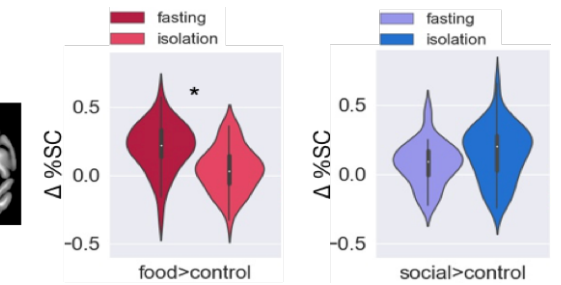 fasting
isolation
Δ %SC
0.5
0.0
-0.5
*
food>control
fasting
isolation
Δ %SC
0.5
0.0
-0.5
social>control